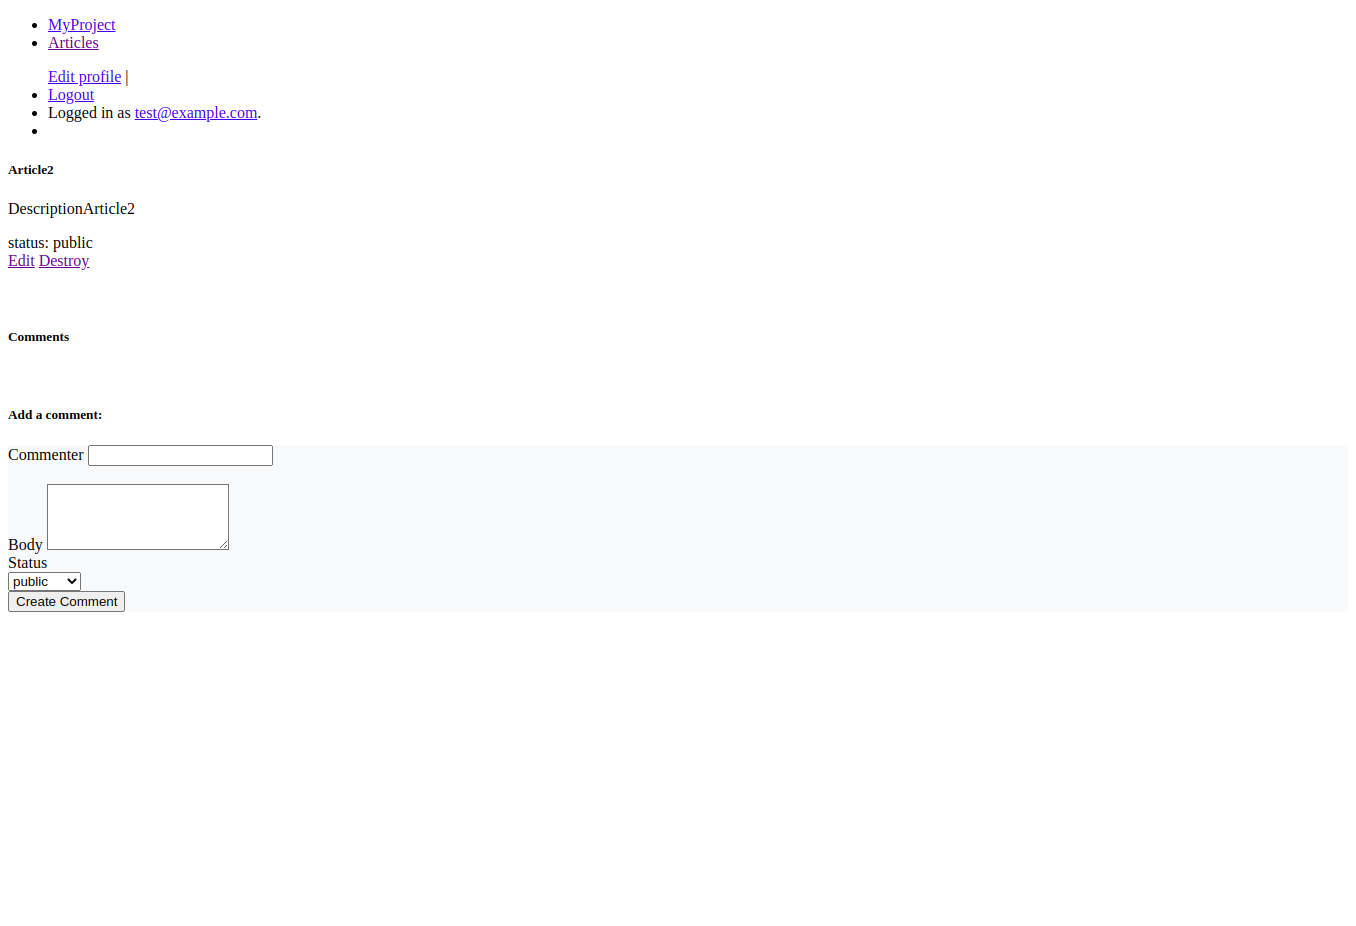 MyProject
Articles
Edit profile |
Logout
Logged in as test@example.com.
Article2
DescriptionArticle2
status: public
Edit Destroy
Comments
Add a comment:
Commenter
Body
Status
public
Create Comment